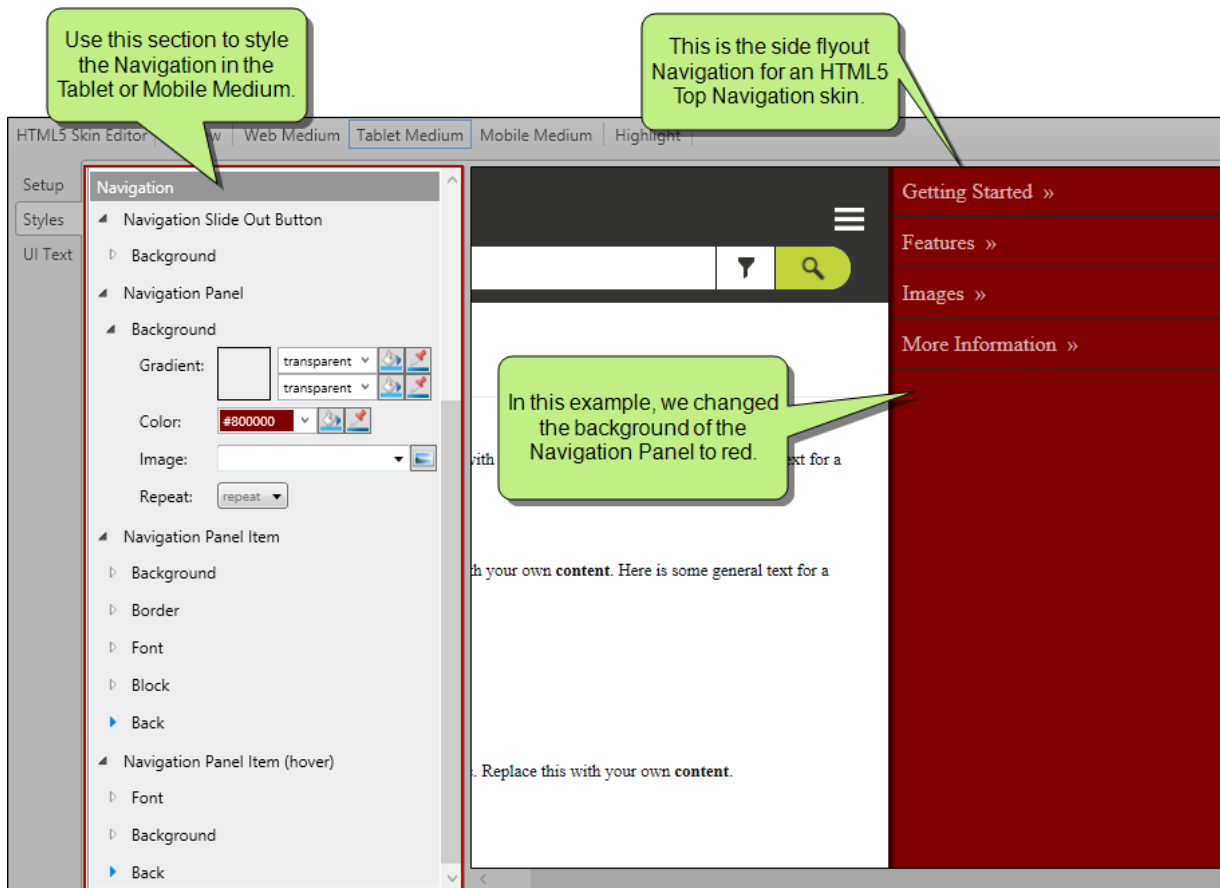 Use this section to style
the Navigation in the
Tablet or Mobile Medium.
This is the side flyout
Navigation for an HTML5
Top Navigation skin.
HTML5 Skin Editor Web Medium Tablet Medium Mobile Medium Highlight
Setup
Styles
UI Text
Navigation
Navigation Slide Out Button
Background
Navigation Panel
Background
Gradient: transparent
transparent
Color: #800000
Image:
Repeat: repeat
Navigation Panel Item
Background
Border
Font
Block
Back
Navigation Panel Item (hover)
Font
Background
Back
In this example, we changed
the background of the
Navigation Panel to red.
with
text for a
with your own content. Here is some general text for a
. Replace this with your own content.
Getting Started »
Features »
Images »
More Information »